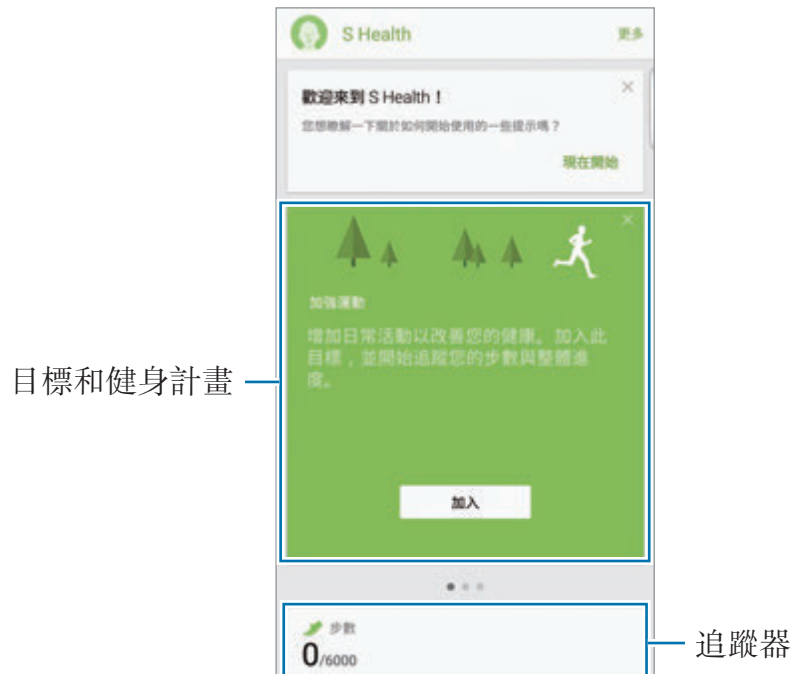 S Health
更多
歡迎來到 S Health！
您想瞭解一下關於如何開始使用的一些提示嗎？
現在開始
加強運動
增加日常活動以改善您的健康。加入此
目標，並開始追蹤您的步數與整體進
度。
目標和健身計畫
加入
步數
0/6000
追蹤器